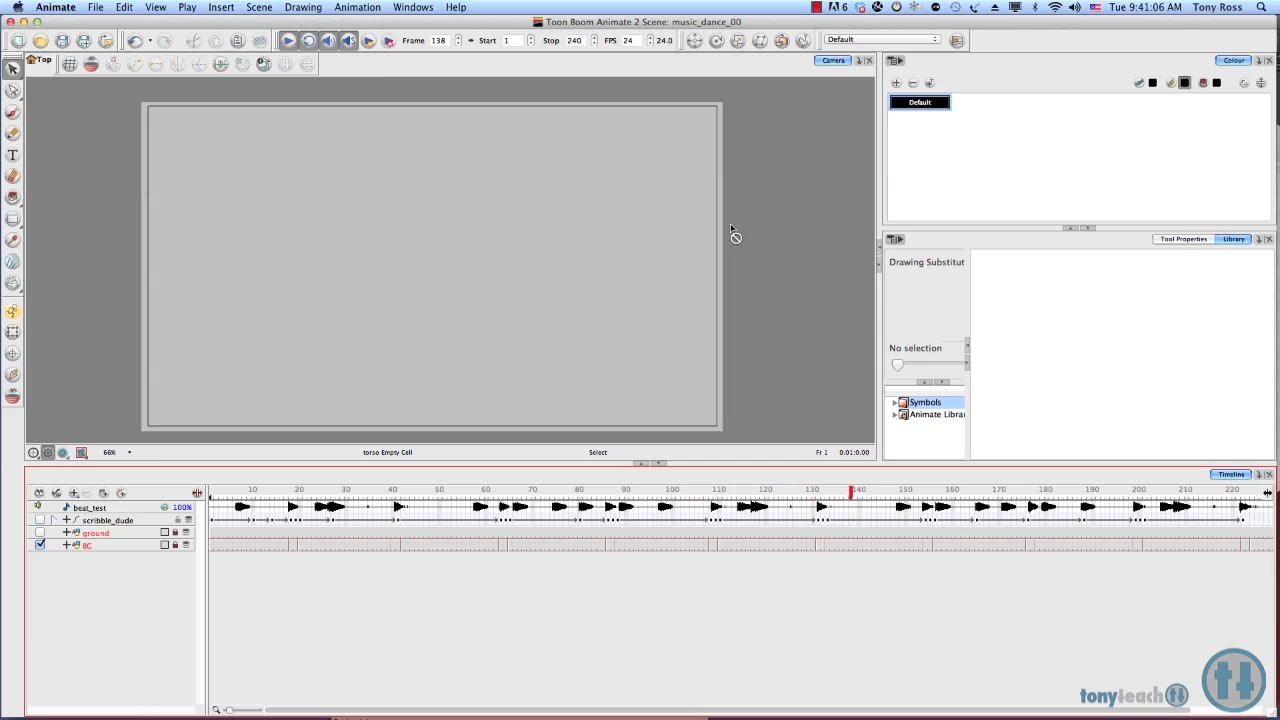 Animate File Edit View Play Insert Scene Drawing Animation Windows Help 6 Tue 9:41:06 AM Tony Ross
Toon Boom Animate 2 Scene: music_dance_00
Frame 138 Start 1 Stop 240 FPS 24 24.0 Default
Top Camera Colour
Default
Tool Properties Library
Drawing Substitut
No selection
Symbols
Animate Librar
66% torso Empty Cell Select Fr 1 0.01:0.00
Timeline
10 20 30 40 50 60 70 80 90 100 110 120 130 140 150 160 170 180 190 200 210 220
beat_test 100%
scribble_dude
ground
BG
tonyteach